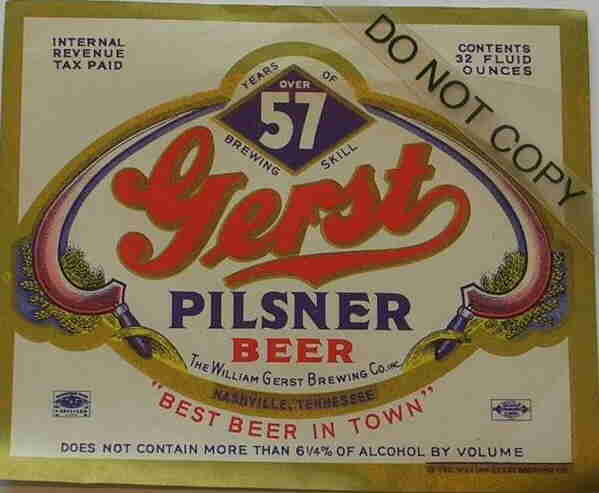 INTERNAL
REVENUE
TAX PAID
CONTENTS
32 FLUID
OUNCES
DO NOT COPY
YEARS OF
OVER
57
BREWING SKILL
Gerst
PILSNER
BEER
THE WILLIAM GERST BREWING CO. INC.
NASHVILLE, TENNESSEE
"BEST BEER IN TOWN"
DOES NOT CONTAIN MORE THAN 6 1/4% OF ALCOHOL BY VOLUME